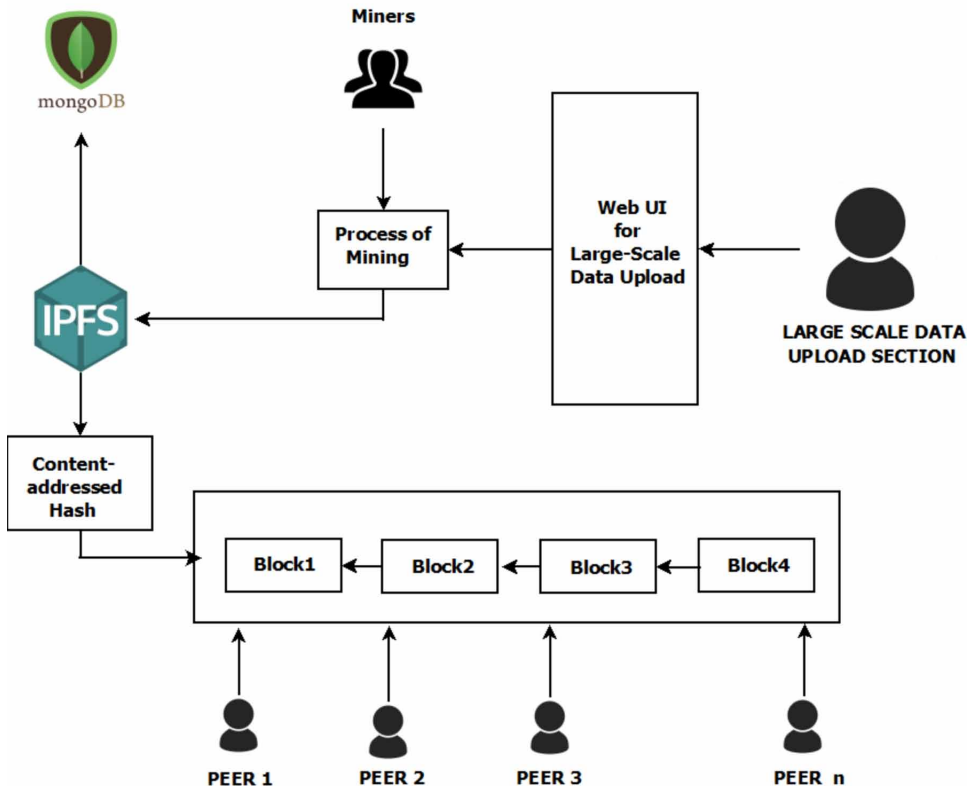 Miners
mongoDB
Process of
Mining
Web UI
for
Large-Scale
Data Upload
LARGE SCALE DATA
UPLOAD SECTION
IPFS
Content-
addressed
Hash
Block1
Block2
Block3
Block4
PEER 1
PEER 2
PEER 3
PEER n